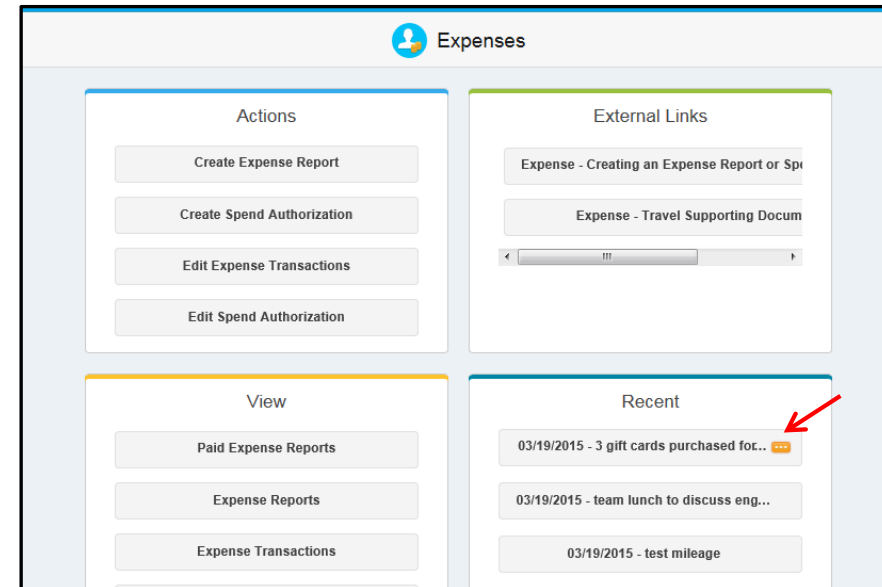 Expenses
Actions
Create Expense Report
Create Spend Authorization
Edit Expense Transactions
Edit Spend Authorization
External Links
Expense - Creating an Expense Report or Spe
Expense - Travel Supporting Docum
View
Paid Expense Reports
Expense Reports
Expense Transactions
Recent
03/19/2015 - 3 gift cards purchased for...
03/19/2015 - team lunch to discuss eng...
03/19/2015 - test mileage